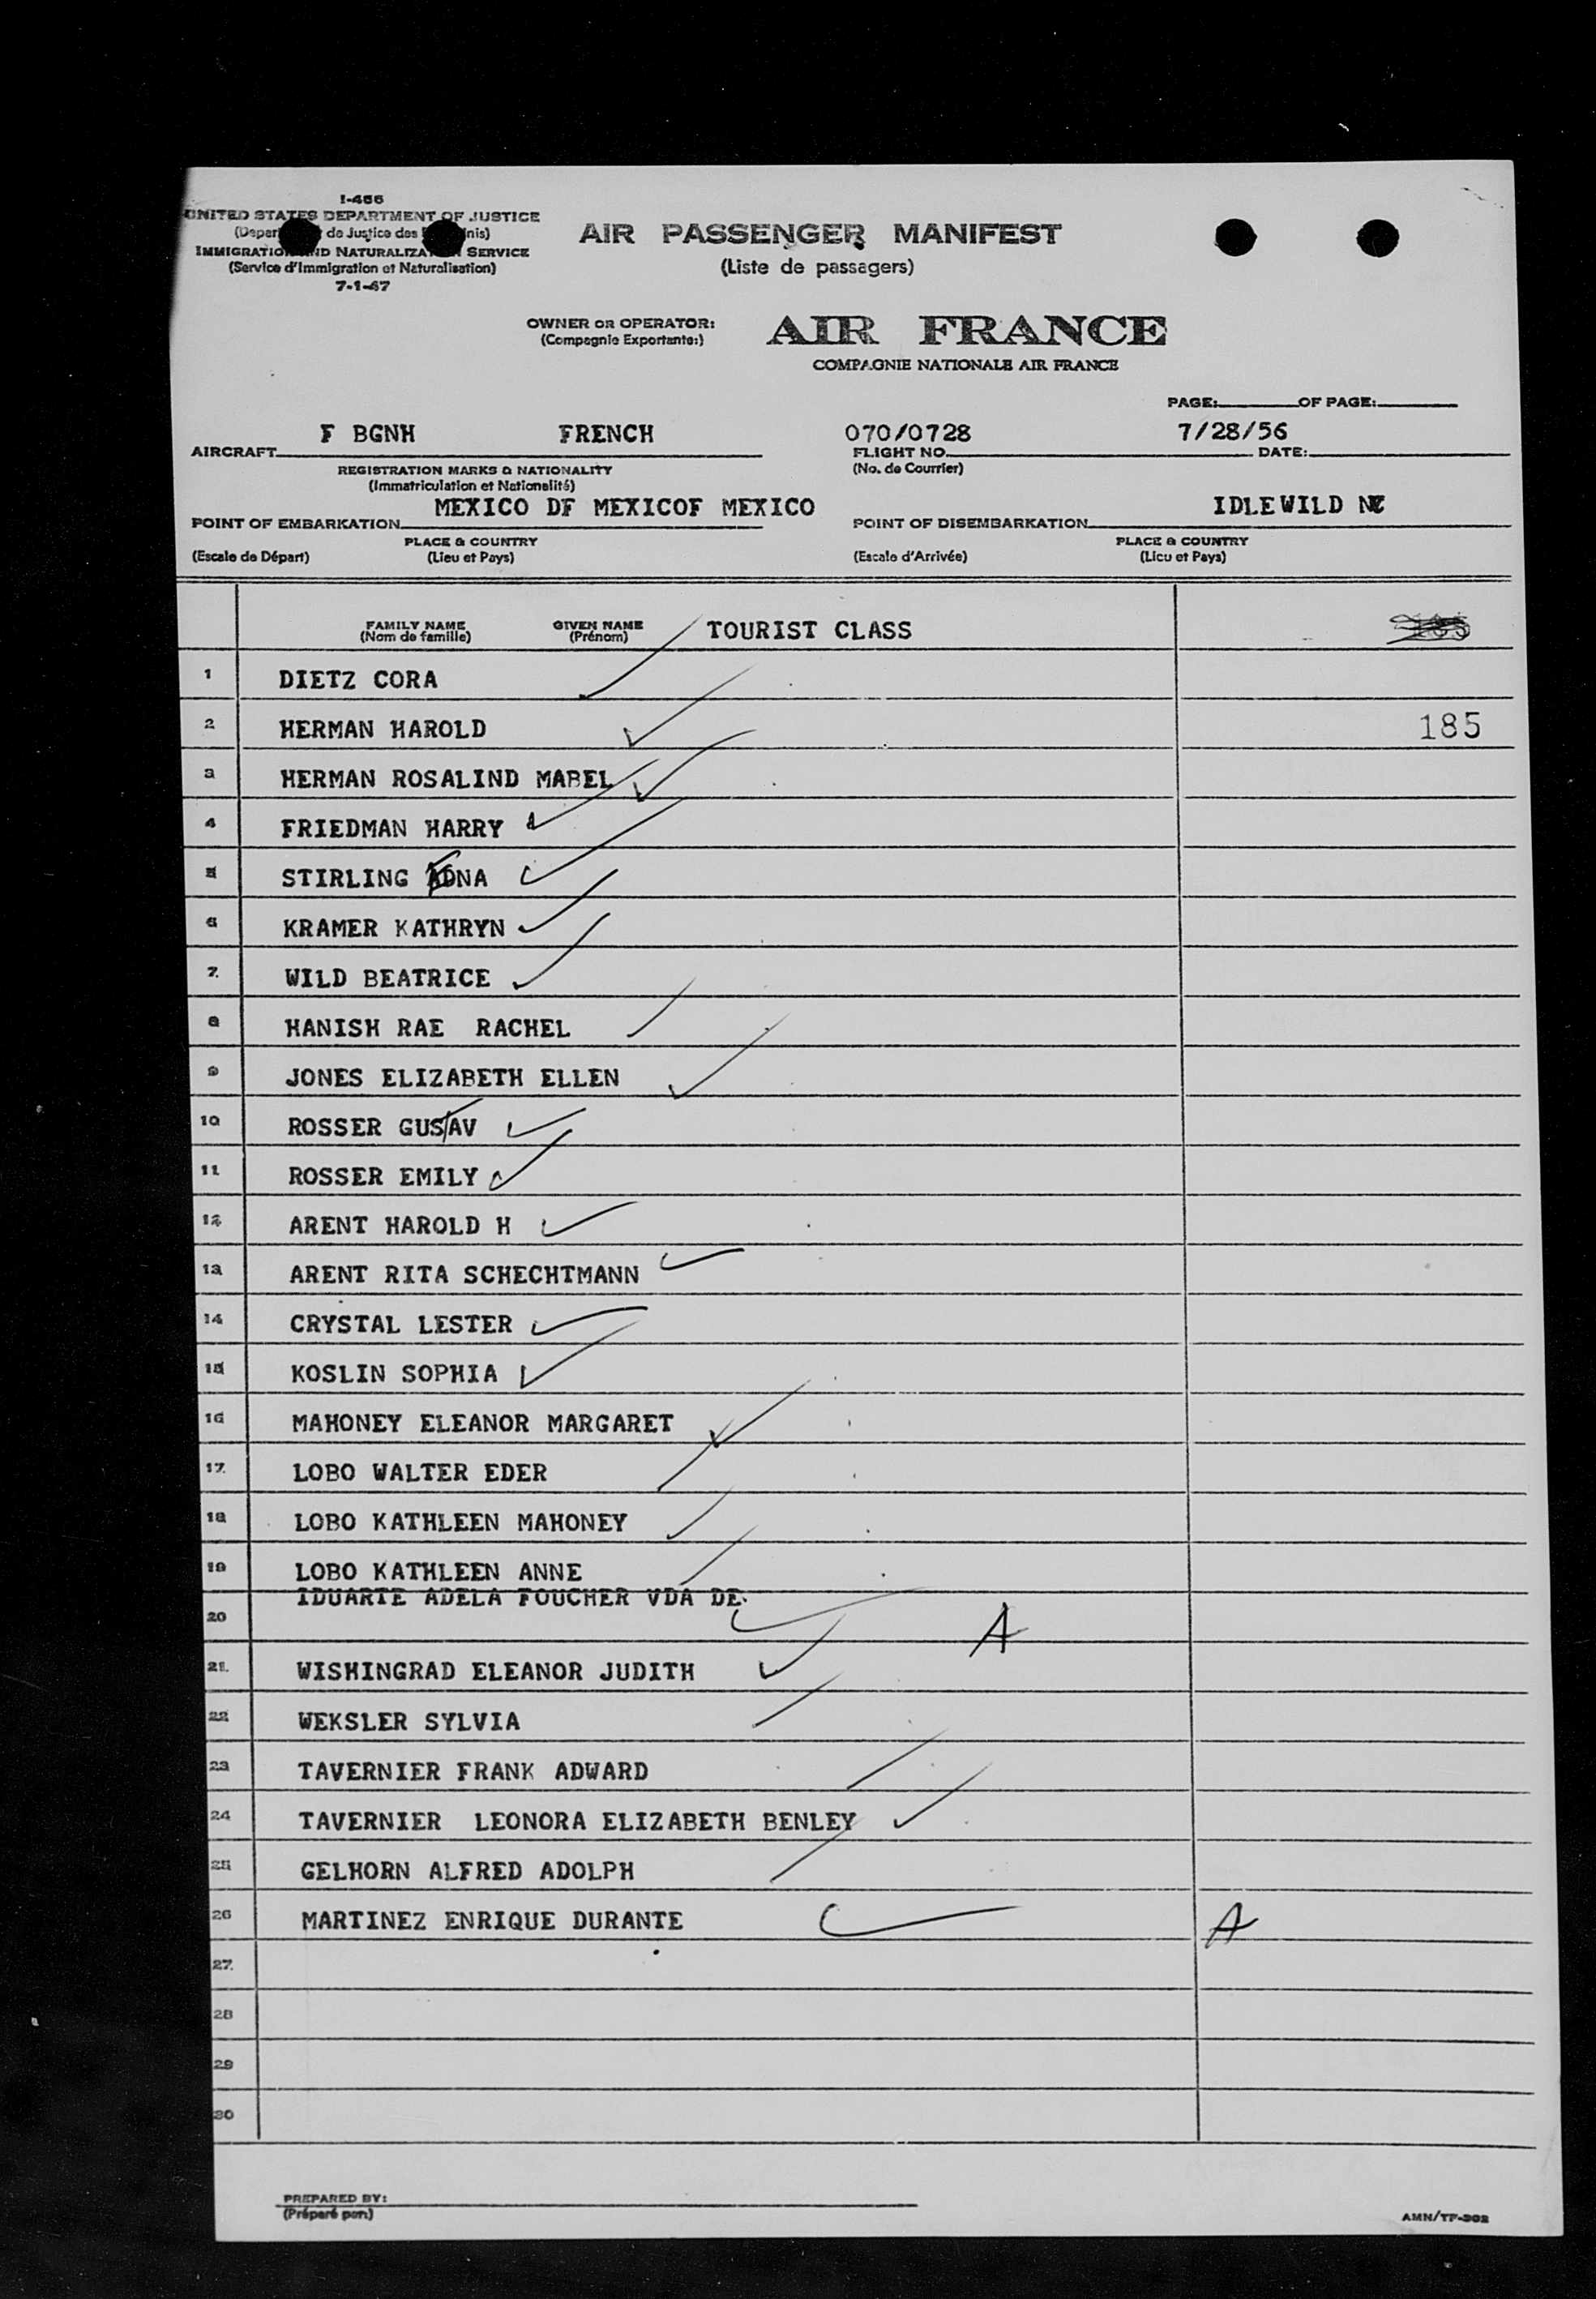 I-466
UNITED STATES DEPARTMENT OF JUSTICE
de Justice des
IMMIGRATION AND NATURALIZATION SERVICE
(Service d'Immigration et Naturalisation)
7-1-47
AIR PASSENGER MANIFEST
(Liste de passagers)
OWNER OR OPERATOR:
(Compagnie Exportante:)
AIR FRANCE
COMPAGNIE NATIONALE AIR FRANCE
PAGE: OF PAGE:
F BGNH FRENCH 070/0728 7/28/56
AIRCRAFT FLIGHT NO. DATE:
REGISTRATION MARKS & NATIONALITY (No. de Courrier)
(Immatriculation et Nationalité)
MEXICO DF MEXICOF MEXICO IDLEWILD
POINT OF EMBARKATION POINT OF DISEMBARKATION
PLACE & COUNTRY PLACE & COUNTRY
(Escale de Départ) (Lieu et Pays) (Escale d'Arrivée) (Lieu et Pays)
FAMILY NAME GIVEN NAME TOURIST CLASS
(Nom de famille) (Prénom)
1 DIETZ CORA
2 HERMAN HAROLD 185
3 HERMAN ROSALIND MABEL
4 FRIEDMAN HARRY
5 STIRLING EDNA
6 KRAMER KATHRYN
7 WILD BEATRICE
8 HANISH RAE RACHEL
9 JONES ELIZABETH ELLEN
10 ROSSER GUSTAV
11 ROSSER EMILY
12 ARENT HAROLD H
13 ARENT RITA SCHECHTMANN
14 CRYSTAL LESTER
15 KOSLIN SOPHIA
16 MAHONEY ELEANOR MARGARET
17 LOBO WALTER EDER
18 LOBO KATHLEEN MAHONEY
19 LOBO KATHLEEN ANNE
20 IDUARTE ADELA FOUCHER VDA DE A
21 WISHINGRAD ELEANOR JUDITH
22 WEKSLER SYLVIA
23 TAVERNIER FRANK ADWARD
24 TAVERNIER LEONORA ELIZABETH BENLEY
25 GELHORN ALFRED ADOLPH
26 MARTINEZ ENRIQUE DURANTE A
27
28
29
30
PREPARED BY:
(Préparé par:)
AMN/TF-302